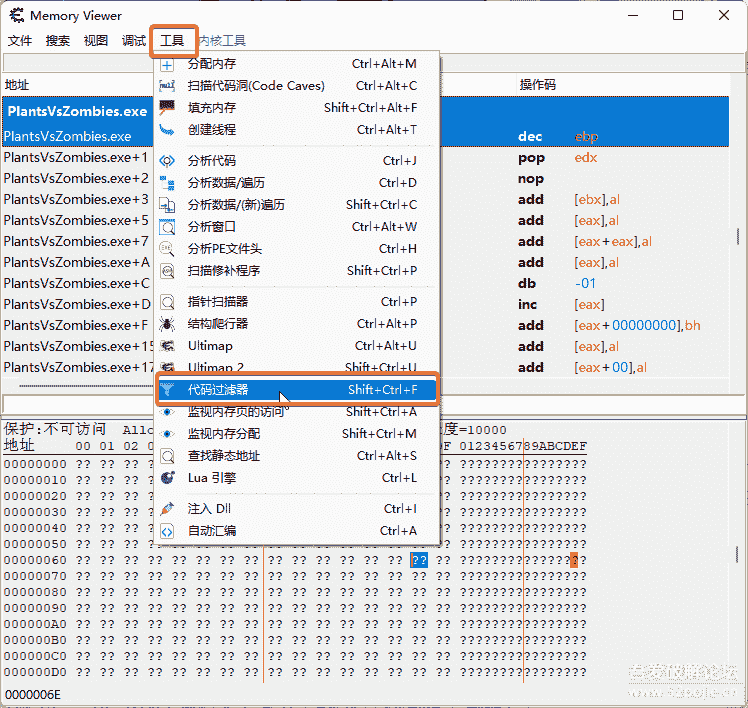 Memory Viewer
文件 搜索 视图 调试 工具 内核工具
分配内存 Ctrl+Alt+M
扫描代码洞(Code Caves) Ctrl+Alt+C
填充内存 Shift+Ctrl+Alt+F
创建线程 Ctrl+Alt+T
分析代码 Ctrl+J
分析数据/遍历 Ctrl+D
分析数据/(新)遍历 Shift+Ctrl+C
分析窗口 Ctrl+Alt+W
分析PE文件头 Ctrl+H
扫描修补程序 Shift+Ctrl+P
指针扫描器 Ctrl+P
结构爬行器 Ctrl+Alt+P
Ultimap Ctrl+Alt+U
Ultimap 2 Shift+Ctrl+U
代码过滤器 Shift+Ctrl+F
监视内存页的访问 Shift+Ctrl+A
监视内存分配 Shift+Ctrl+M
查找静态地址 Ctrl+Alt+S
Lua 引擎 Ctrl+L
注入 Dll Ctrl+I
自动汇编 Ctrl+A
地址 操作码
PlantsVsZombies.exe
PlantsVsZombies.exe dec ebp
PlantsVsZombies.exe+1 pop edx
PlantsVsZombies.exe+2 nop
PlantsVsZombies.exe+3 add [ebx],al
PlantsVsZombies.exe+5 add [eax],al
PlantsVsZombies.exe+7 add [eax+eax],al
PlantsVsZombies.exe+A add [eax],al
PlantsVsZombies.exe+C db -01
PlantsVsZombies.exe+D inc [eax]
PlantsVsZombies.exe+F add [eax+00000000],bh
PlantsVsZombies.exe+15 add [eax],al
PlantsVsZombies.exe+17 add [eax+00],al
保护:不可访问 度=10000
地址 00 01 02 0F 0123456789ABCDEF
00000000 ?? ?? ?? ?? ?? ?? ????????????????
00000010 ?? ?? ?? ?? ?? ?? ????????????????
00000020 ?? ?? ?? ?? ?? ?? ????????????????
00000030 ?? ?? ?? ?? ?? ?? ????????????????
00000040 ?? ?? ?? ?? ?? ?? ????????????????
00000050 ?? ?? ?? ?? ?? ?? ????????????????
00000060 ?? ?? ?? ?? ?? ?? ?? ?? ?? ?? ?? ?? ?? ?? ?? ?? ????????????????
00000070 ?? ?? ?? ?? ?? ?? ?? ?? ?? ?? ?? ?? ?? ?? ?? ?? ????????????????
00000080 ?? ?? ?? ?? ?? ?? ?? ?? ?? ?? ?? ?? ?? ?? ?? ?? ????????????????
00000090 ?? ?? ?? ?? ?? ?? ?? ?? ?? ?? ?? ?? ?? ?? ?? ?? ????????????????
000000A0 ?? ?? ?? ?? ?? ?? ?? ?? ?? ?? ?? ?? ?? ?? ?? ?? ????????????????
000000B0 ?? ?? ?? ?? ?? ?? ?? ?? ?? ?? ?? ?? ?? ?? ?? ?? ????????????????
000000C0 ?? ?? ?? ?? ?? ?? ?? ?? ?? ?? ?? ?? ?? ?? ?? ?? ????????????????
000000D0 ?? ?? ?? ?? ?? ?? ?? ?? ?? ?? ?? ?? ?? ?? ?? ?? ????????????????
0000006E